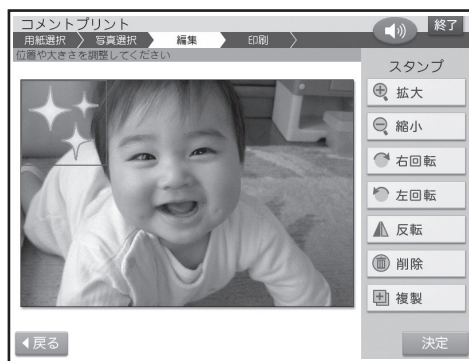 コメントプリント
用紙選択 写真選択 編集 印刷
終了
位置や大きさを調整してください
スタンプ
拡大
縮小
右回転
左回転
反転
削除
複製
戻る
決定